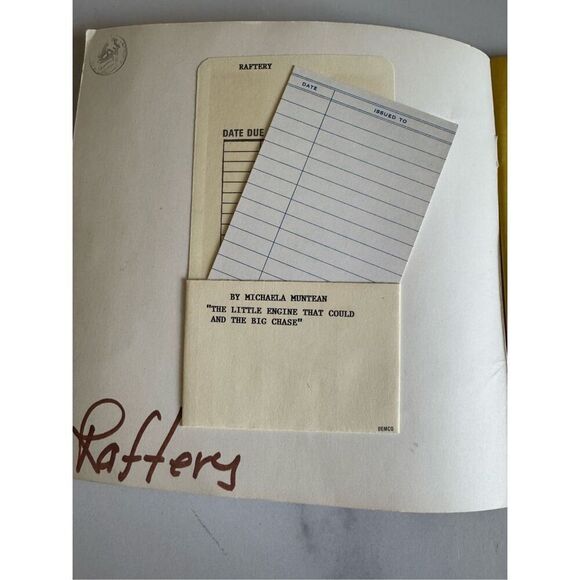 RAFTERY
DATE DUE
DATE ISSUED TO
BY MICHAELA MUNTEAN
"THE LITTLE ENGINE THAT COULD
AND THE BIG CHASE"
DEMCO
Raftery